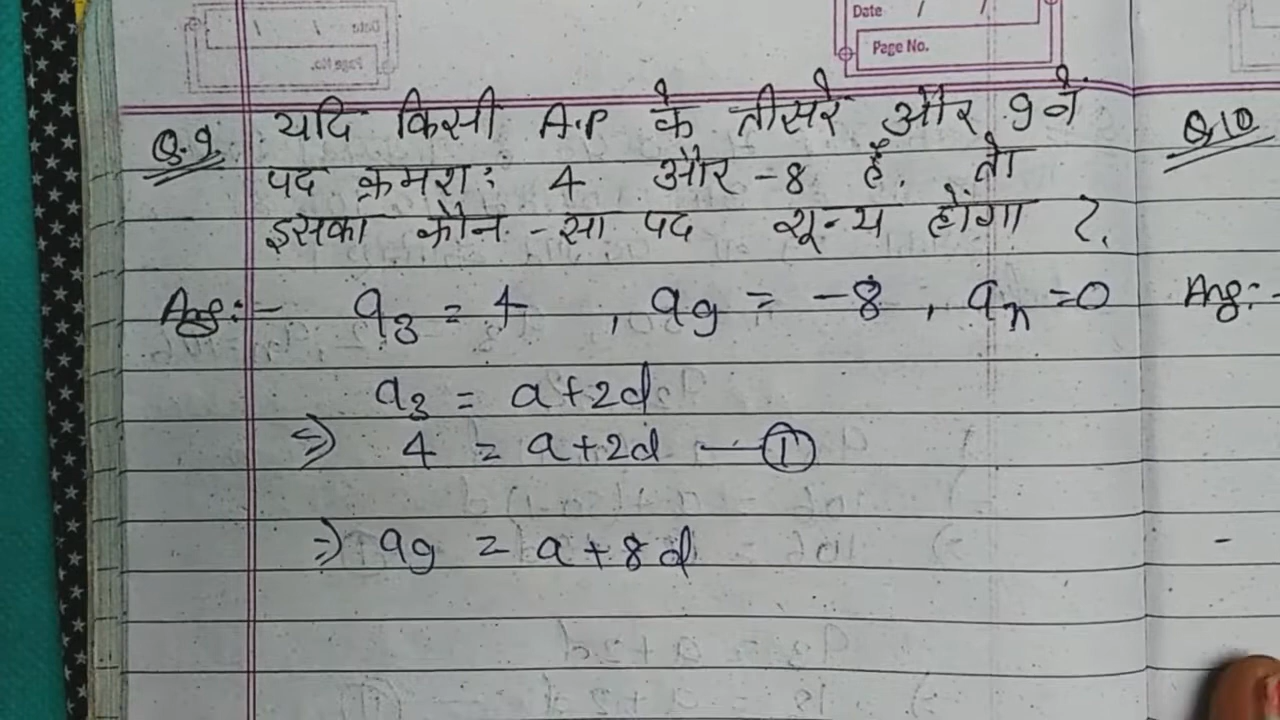 Date / /
Page No.
Q.9. यदि किसी A.P के तीसरे और 9वे
पद क्रमश: 4 और -8 है. तो
इसका कौन-सा पद शून्य होंगा ?.
Ans:- a₃ = 4 , a₉ = -8 , aₙ = 0
a₃ = a+2d
⇒ 4 = a+2d — ①
⇒ a₉ = a+8d
Q.10
Ans:-
-